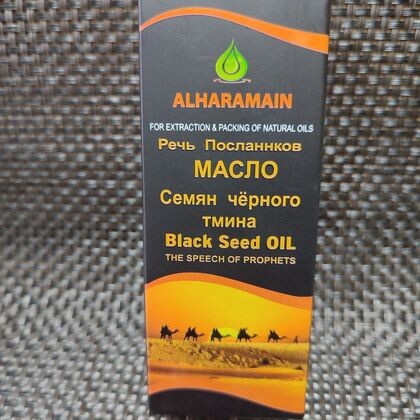 ALHARAMAIN
FOR EXTRACTION & PACKING OF NATURAL OILS
Речь Посланнков
МАСЛО
Семян чёрного
тмина
Black Seed OIL
THE SPEECH OF PROPHETS